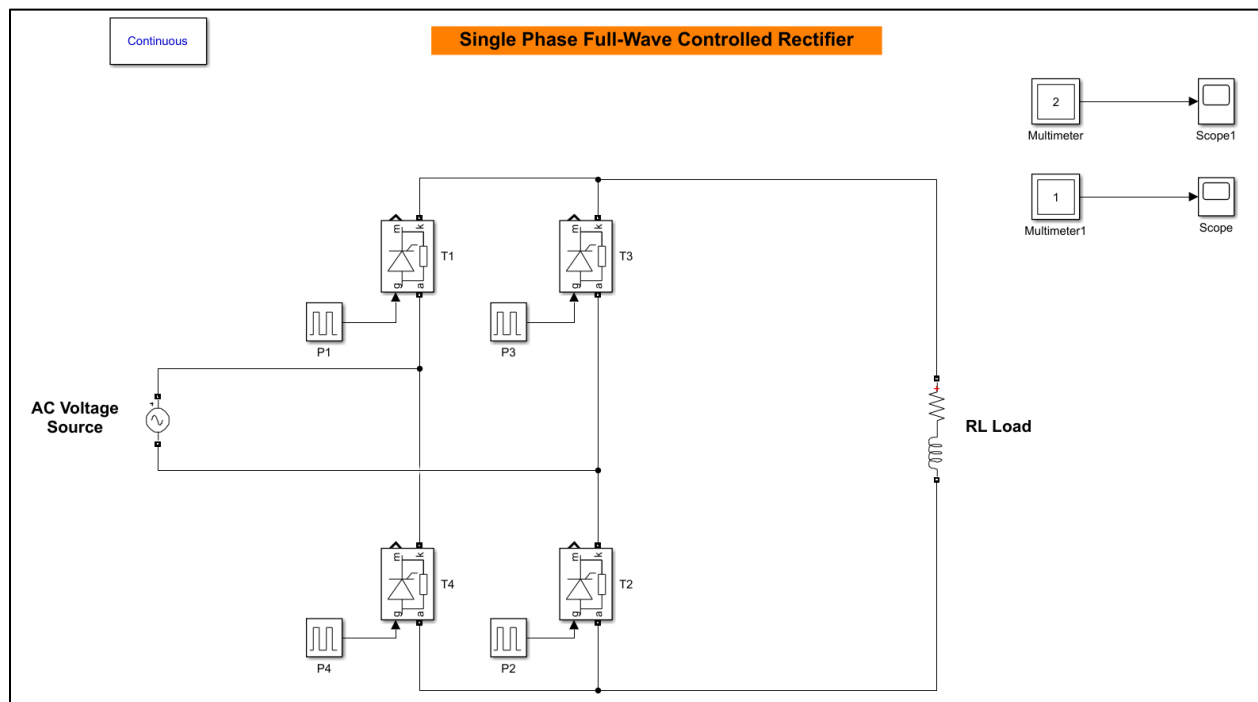 Continuous
Single Phase Full-Wave Controlled Rectifier
2
Multimeter
Scope1
1
Multimeter1
Scope
m
k
T1
g
a
m
k
T3
g
a
P1
P3
AC Voltage
Source
+
+
RL Load
m
k
T4
g
a
m
k
T2
g
a
P4
P2